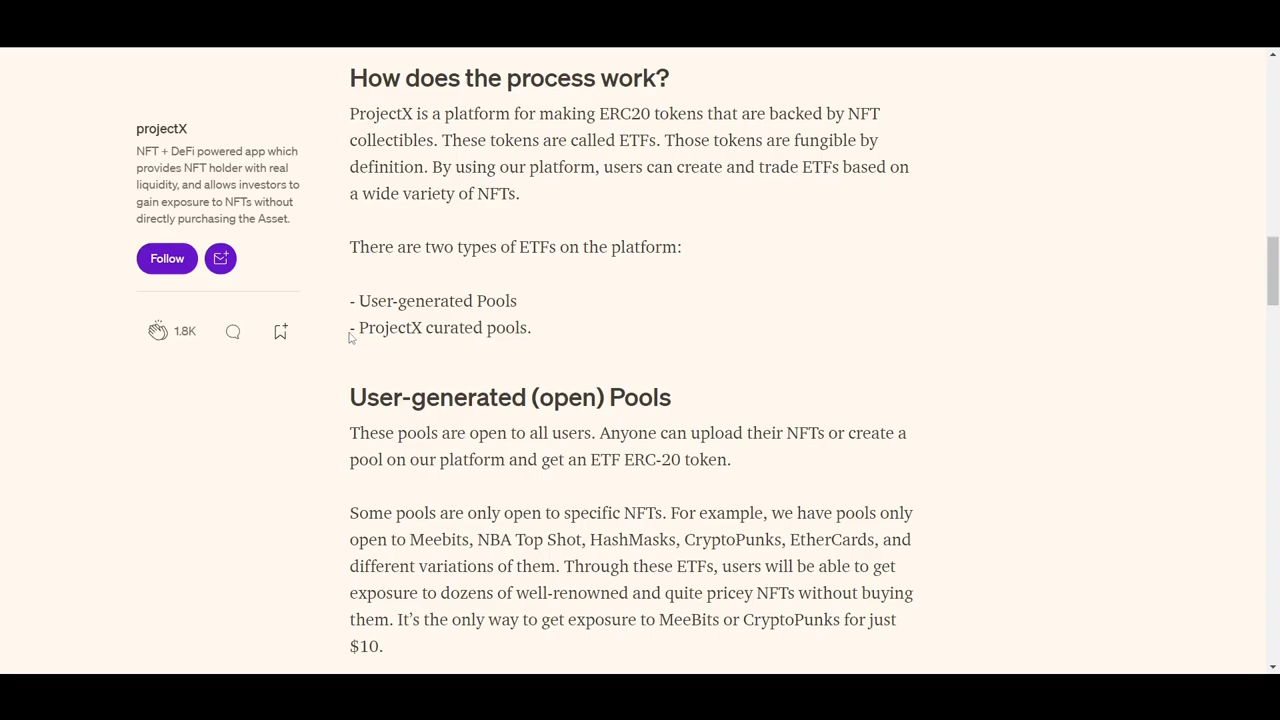 How does the process work?
ProjectX is a platform for making ERC20 tokens that are backed by NFT
collectibles. These tokens are called ETFs. Those tokens are fungible by
definition. By using our platform, users can create and trade ETFs based on
a wide variety of NFTs.
There are two types of ETFs on the platform:
- User-generated Pools
- ProjectX curated pools.
projectX
NFT + DeFi powered app which
provides NFT holder with real
liquidity, and allows investors to
gain exposure to NFTs without
directly purchasing the Asset.
Follow
1.8K
User-generated (open) Pools
These pools are open to all users. Anyone can upload their NFTs or create a
pool on our platform and get an ETF ERC-20 token.
Some pools are only open to specific NFTs. For example, we have pools only
open to Meebits, NBA Top Shot, HashMasks, CryptoPunks, EtherCards, and
different variations of them. Through these ETFs, users will be able to get
exposure to dozens of well-renowned and quite pricey NFTs without buying
them. It’s the only way to get exposure to MeeBits or CryptoPunks for just
$10.